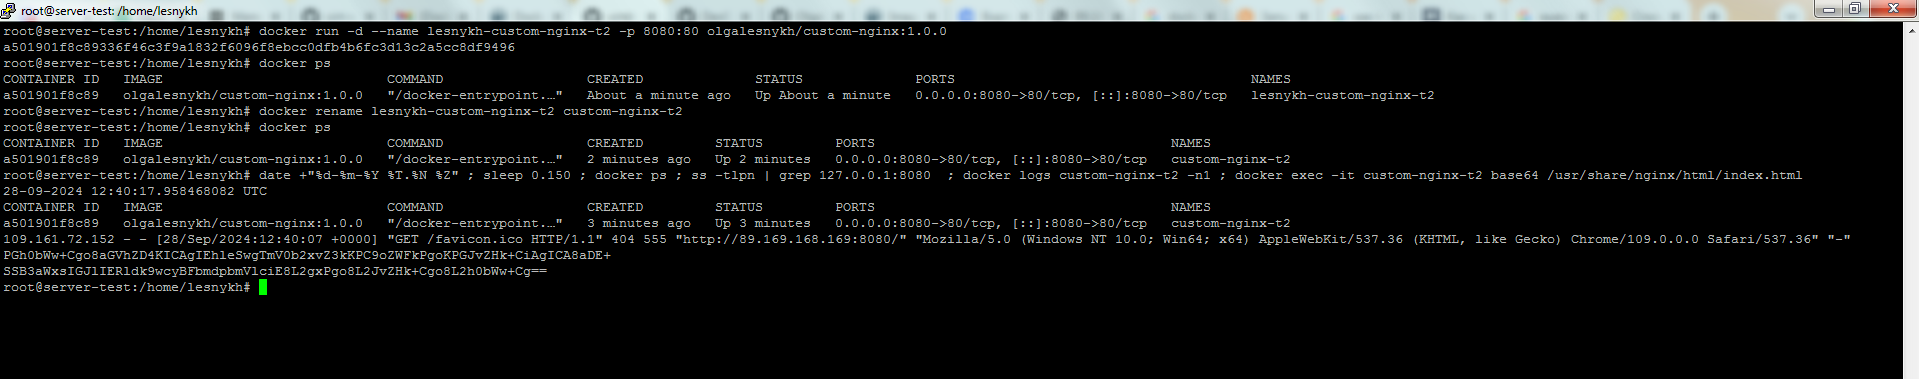 root@server-test: /home/lesnykh
root@server-test:/home/lesnykh# docker run -d --name lesnykh-custom-nginx-t2 -p 8080:80 olgalesnykh/custom-nginx:1.0.0
a501901f8c89336f46c3f9a1832f6096f8ebcc0dfb4b6fc3d13c2a5cc8df9496
root@server-test:/home/lesnykh# docker ps
CONTAINER ID   IMAGE                            COMMAND                  CREATED              STATUS              PORTS                                     NAMES
a501901f8c89   olgalesnykh/custom-nginx:1.0.0   "/docker-entrypoint.…"   About a minute ago   Up About a minute   0.0.0.0:8080->80/tcp, [::]:8080->80/tcp   lesnykh-custom-nginx-t2
root@server-test:/home/lesnykh# docker rename lesnykh-custom-nginx-t2 custom-nginx-t2
root@server-test:/home/lesnykh# docker ps
CONTAINER ID   IMAGE                            COMMAND                  CREATED         STATUS         PORTS                                     NAMES
a501901f8c89   olgalesnykh/custom-nginx:1.0.0   "/docker-entrypoint.…"   2 minutes ago   Up 2 minutes   0.0.0.0:8080->80/tcp, [::]:8080->80/tcp   custom-nginx-t2
root@server-test:/home/lesnykh# date +"%d-%m-%Y %T.%N %Z" ; sleep 0.150 ; docker ps ; ss -tlpn | grep 127.0.0.1:8080  ; docker logs custom-nginx-t2 -n1 ; docker exec -it custom-nginx-t2 base64 /usr/share/nginx/html/index.html
28-09-2024 12:40:17.958468082 UTC
CONTAINER ID   IMAGE                            COMMAND                  CREATED         STATUS         PORTS                                     NAMES
a501901f8c89   olgalesnykh/custom-nginx:1.0.0   "/docker-entrypoint.…"   3 minutes ago   Up 3 minutes   0.0.0.0:8080->80/tcp, [::]:8080->80/tcp   custom-nginx-t2
109.161.72.152 - - [28/Sep/2024:12:40:07 +0000] "GET /favicon.ico HTTP/1.1" 404 555 "http://89.169.168.169:8080/" "Mozilla/5.0 (Windows NT 10.0; Win64; x64) AppleWebKit/537.36 (KHTML, like Gecko) Chrome/109.0.0.0 Safari/537.36" "-"
PGh0bWw+Cgo8aGVhZD4KICAgIEhleSwgTmV0b2xvZ3kKPC9oZWFkPgoKPGJvZHk+CiAgICA8aDE+
SSB3aWxsIGJlIERldk9wcyBFbmdpbmVlciE8L2gxPgo8L2JvZHk+Cgo8L2h0bWw+Cg==
root@server-test:/home/lesnykh#